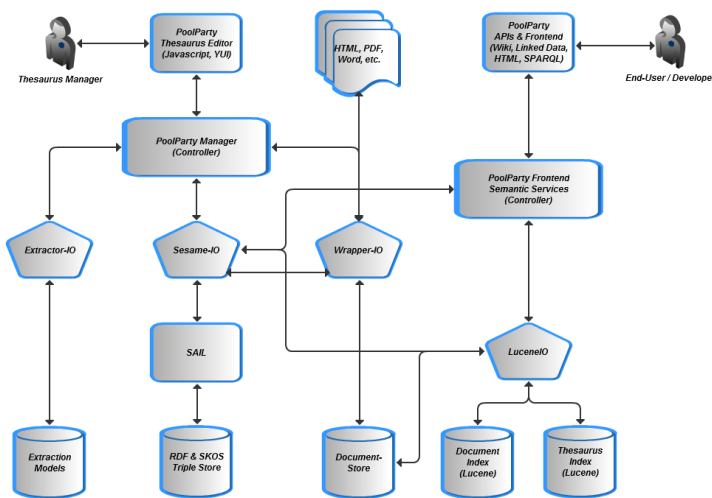 PoolParty
Thesaurus Editor
(Javascript, YUI)
Thesaurus Manager
HTML, PDF,
Word, etc.
PoolParty
APIs & Frontend
(Wiki, Linked Data,
HTML, SPARQL)
End-User / Develope
PoolParty Manager
(Controller)
PoolParty Frontend
Semantic Services
(Controller)
Extractor-IO
Sesame-IO
Wrapper-IO
SAIL
LuceneIO
Extraction
Models
RDF & SKOS
Triple Store
Document-
Store
Document
Index
(Lucene)
Thesaurus
Index
(Lucene)